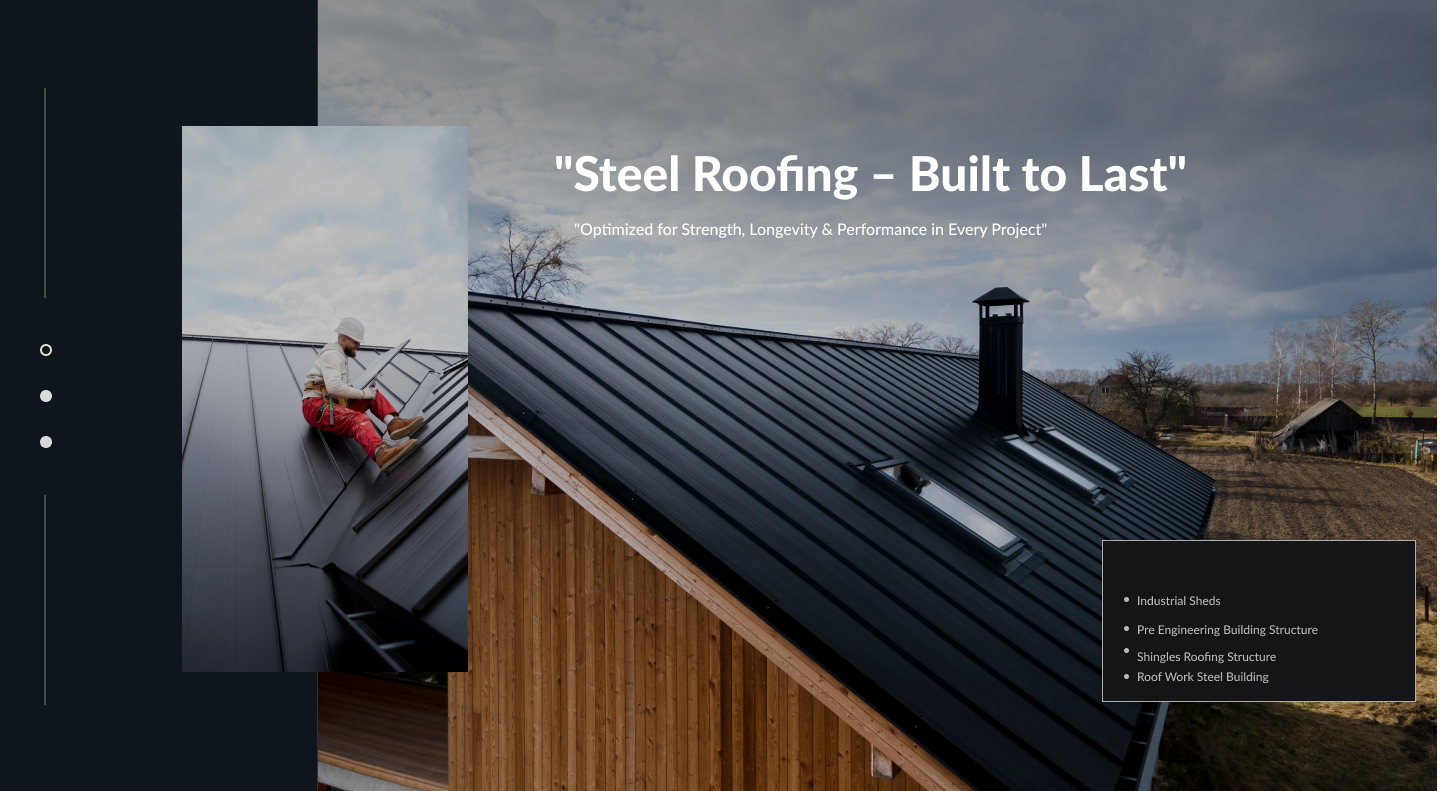 "Steel Roofing – Built to Last"
"Optimized for Strength, Longevity & Performance in Every Project"
Industrial Sheds
Pre Engineering Building Structure
Shingles Roofing Structure
Roof Work Steel Building